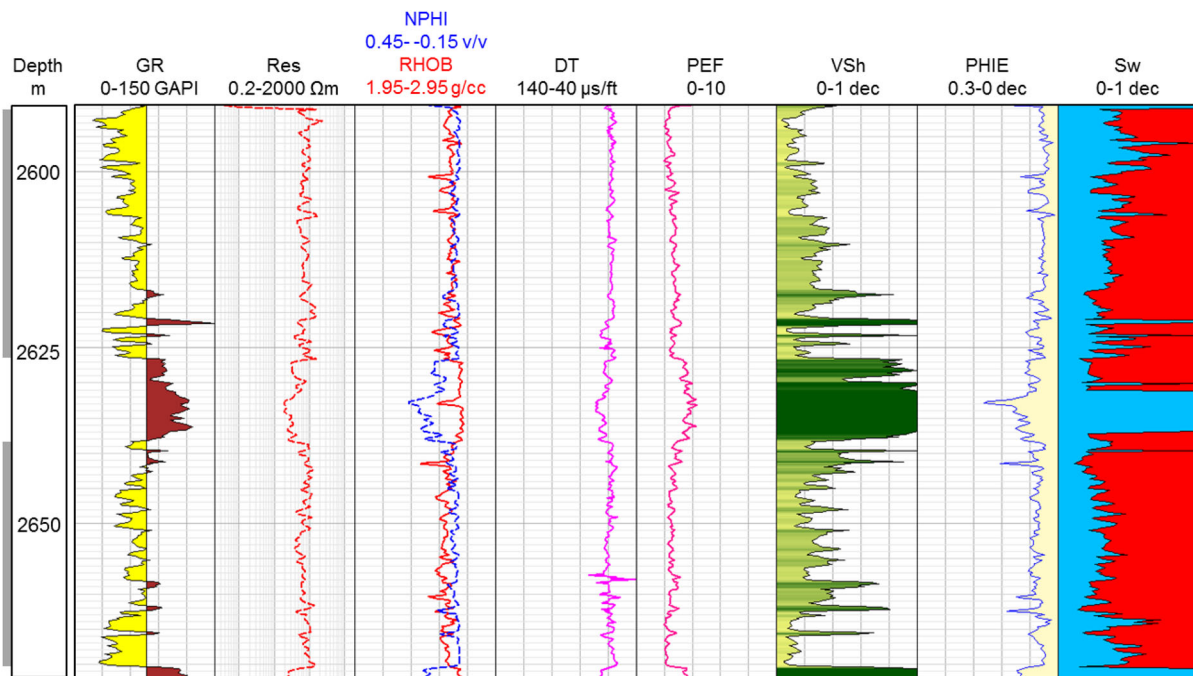 NPHI
0.45- -0.15 v/v
Depth GR Res RHOB DT PEF VSh PHIE Sw
m 0-150 GAPI 0.2-2000 Ωm 1.95-2.95 g/cc 140-40 µs/ft 0-10 0-1 dec 0.3-0 dec 0-1 dec
2600
2625
2650